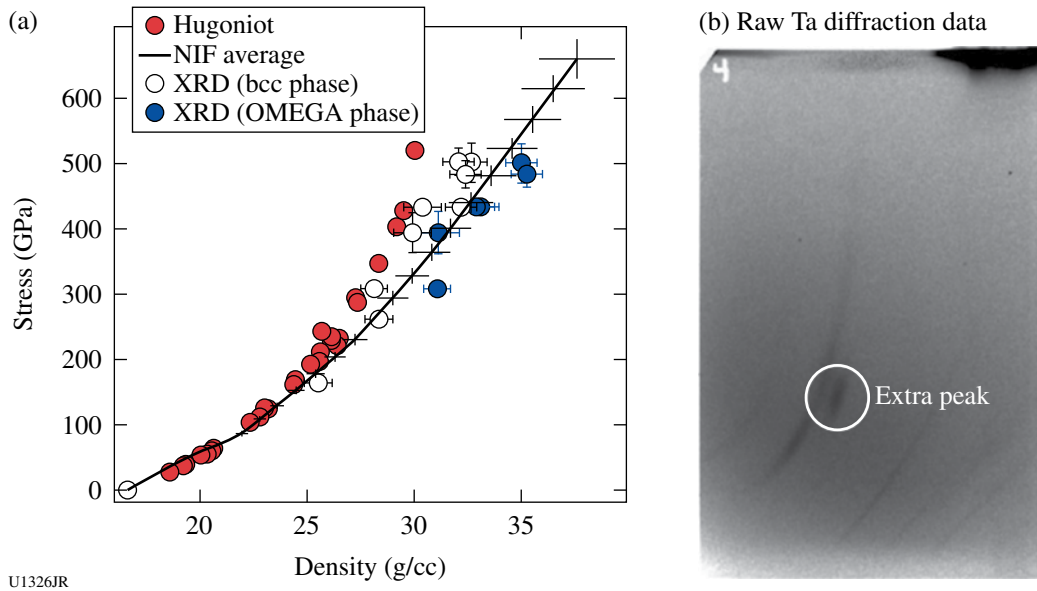 (a)
Hugoniot
NIF average
XRD (bcc phase)
XRD (OMEGA phase)
Stress (GPa)
600
500
400
300
200
100
0
20
25
30
35
Density (g/cc)
U1326JR
(b) Raw Ta diffraction data
4
Extra peak